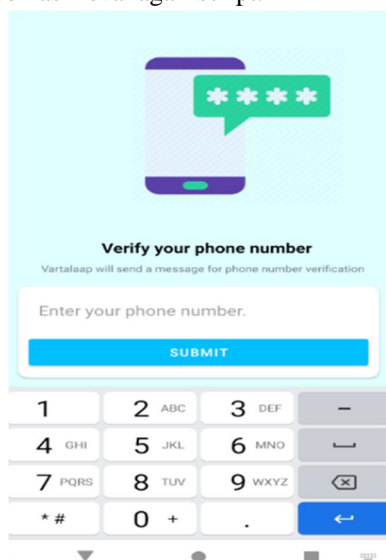 ****
Verify your phone number
Vartalaap will send a message for phone number verification
Enter your phone number.
SUBMIT
1 2 ABC 3 DEF –
4 GHI 5 JKL 6 MNO
7 PQRS 8 TUV 9 WXYZ
* # 0 + .